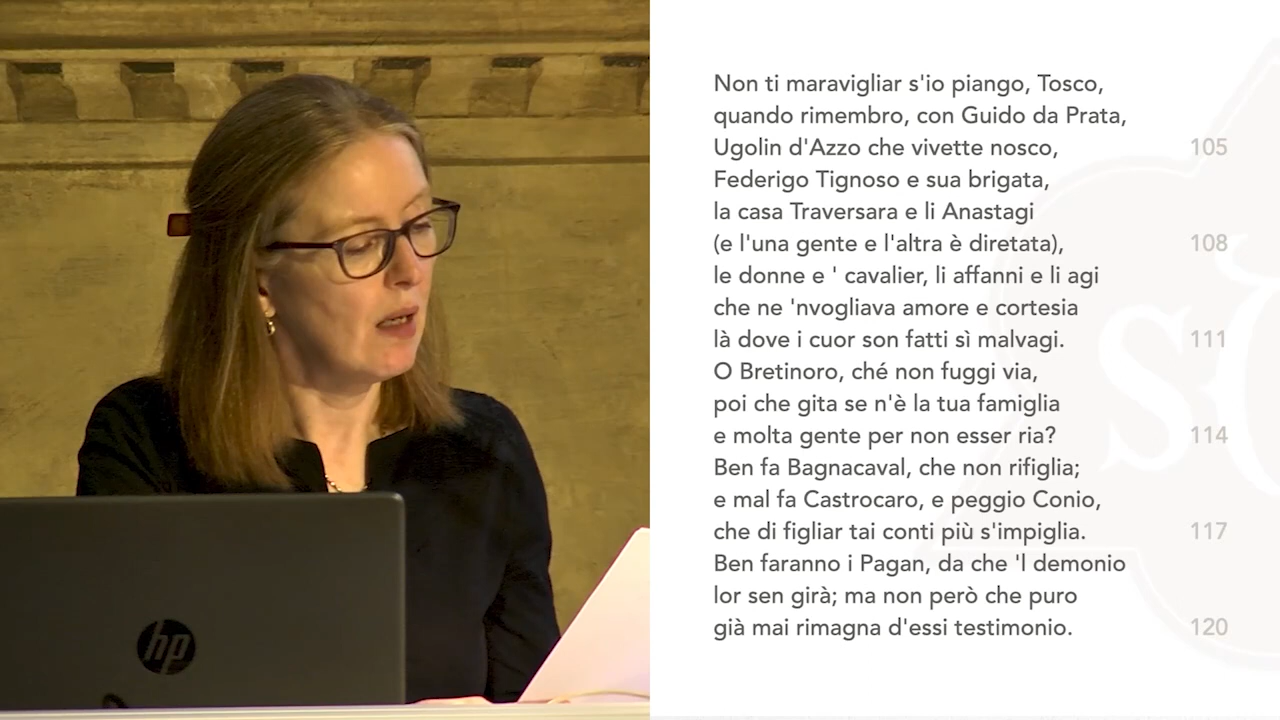 Non ti maravigliar s'io piango, Tosco,
quando rimembro, con Guido da Prata,
Ugolin d'Azzo che vivette nosco, 105
Federigo Tignoso e sua brigata,
la casa Traversara e li Anastagi
(e l'una gente e l'altra è diretata), 108
le donne e ' cavalier, li affanni e li agi
che ne 'nvogliava amore e cortesia
là dove i cuor son fatti sì malvagi. 111
O Bretinoro, ché non fuggi via,
poi che gita se n'è la tua famiglia
e molta gente per non esser ria? 114
Ben fa Bagnacaval, che non rifiglia;
e mal fa Castrocaro, e peggio Conio,
che di figliar tai conti più s'impiglia. 117
Ben faranno i Pagan, da che 'l demonio
lor sen girà; ma non però che puro
già mai rimagna d'essi testimonio. 120
hp